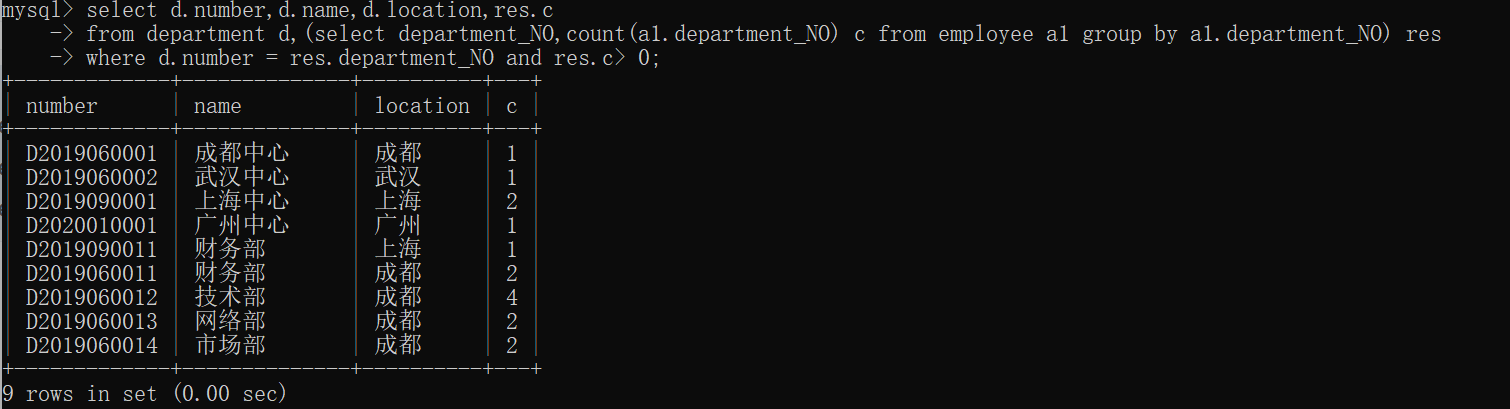 mysql> select d.number,d.name,d.location,res.c
    -> from department d,(select department_NO,count(a1.department_NO) c from employee a1 group by a1.department_NO) res
    -> where d.number = res.department_NO and res.c> 0;
+-------------+--------------+----------+---+
| number      | name         | location | c |
+-------------+--------------+----------+---+
| D2019060001 | 成都中心     | 成都     | 1 |
| D2019060002 | 武汉中心     | 武汉     | 1 |
| D2019090001 | 上海中心     | 上海     | 2 |
| D2020010001 | 广州中心     | 广州     | 1 |
| D2019090011 | 财务部       | 上海     | 1 |
| D2019060011 | 财务部       | 成都     | 2 |
| D2019060012 | 技术部       | 成都     | 4 |
| D2019060013 | 网络部       | 成都     | 2 |
| D2019060014 | 市场部       | 成都     | 2 |
+-------------+--------------+----------+---+
9 rows in set (0.00 sec)